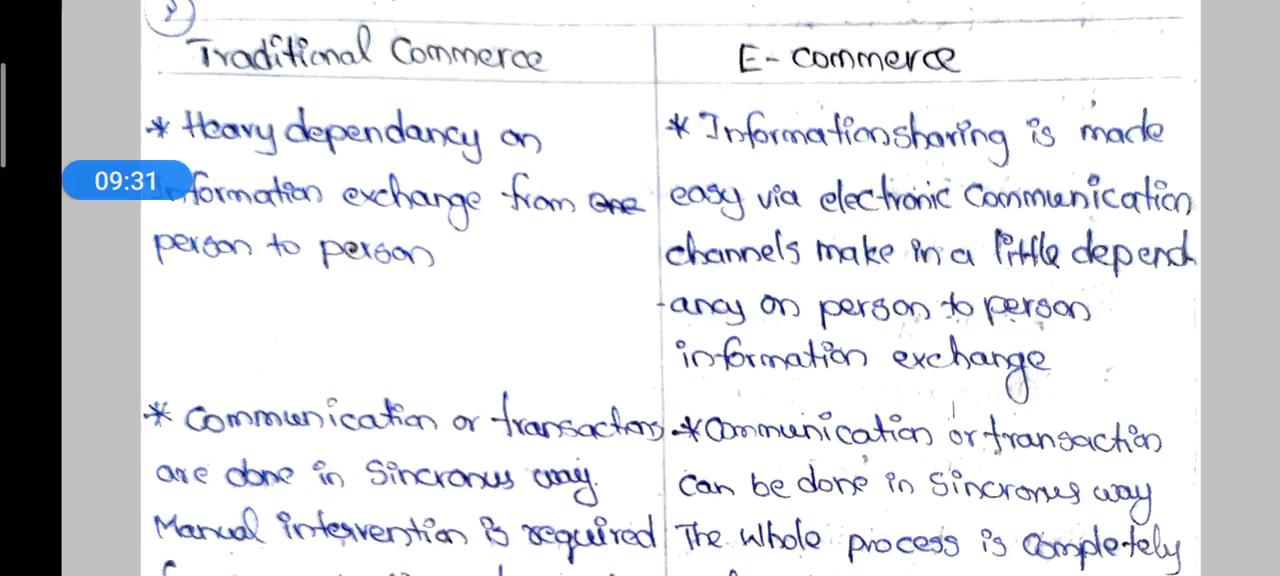 Traditional Commerce
E-commerce
* Heavy dependancy on
information exchange from one
person to person
* Informationsharing is made
easy via electronic communication
channels make in a little depend
-ancy on person to person
information exchange
* Communication or transactions
are done in Sincronus way.
Manual intervention is required
* Communication or transaction
can be done in Sincronus way
The whole process is completely
09:31